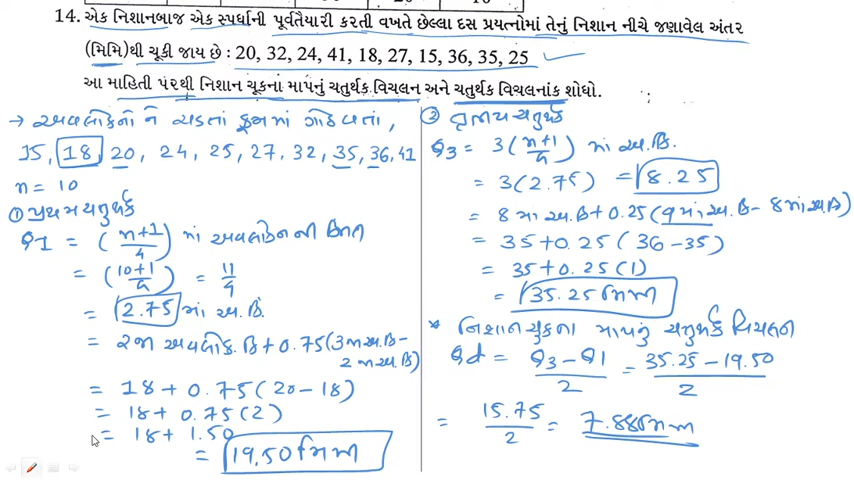 14. એક નિશાનબાજ એક સ્પર્ધાની પૂર્વતૈયારી કરતી વખતે છેલ્લા દસ પ્રયત્નોમાં તેનું નિશાન નીચે જણાવેલ અંતર
(મિમિ)થી ચૂકી જાય છે : 20, 32, 24, 41, 18, 27, 15, 36, 35, 25
આ માહિતી પરથી નિશાન ચૂકનાં માપનું ચતુર્થક વિચલન અને ચતુર્થક વિચલનાંક શોધો.
→ અવલોકનો ને ચડતાં ક્રમમાં ગોઠવતાં,
15, 18, 20, 24, 25, 27, 32, 35, 36, 41
n = 10
① પ્રથમ ચતુર્થક
Q1 = (n+1/4) માં અવલોકનની કિંમત
= (10+1/4) = 11/4
= 2.75 માં અ.કિં
= 2જા અવલોકિ.કિં + 0.75(3જા અ.કિં -
2 જા અ.કિં)
= 18 + 0.75(20-18)
= 18 + 0.75(2)
= 18 + 1.50
= 19.50 મિમી
② તૃતીય ચતુર્થક
Q3 = 3(n+1/4) માં અ.કિં.
= 3(2.75) = 8.25
= 8 માં અ.કિં + 0.25(9 માં અ.કિં - 8 માં અ.કિં)
= 35 + 0.25(36-35)
= 35 + 0.25(1)
= 35.25 મિમી
* નિશાન ચુકના માપનું ચતુર્થક વિચલન
Qd = Q3 - Q1/2 = 35.25 - 19.50/2
= 15.75/2 =